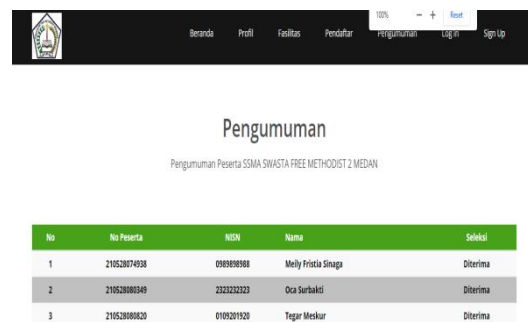 100% − + Reset
Beranda Profil Fasilitas Pendaftar Pengumuman Log In Sign Up
Pengumuman
Pengumuman Peserta SSMA SWASTA FREE METHODIST 2 MEDAN
No No Peserta NISN Nama Seleksi
1 210528074938 0989898988 Meily Fristia Sinaga Diterima
2 210528080349 2323232323 Oca Surbakti Diterima
3 210528080820 0109201920 Tegar Meskur Diterima